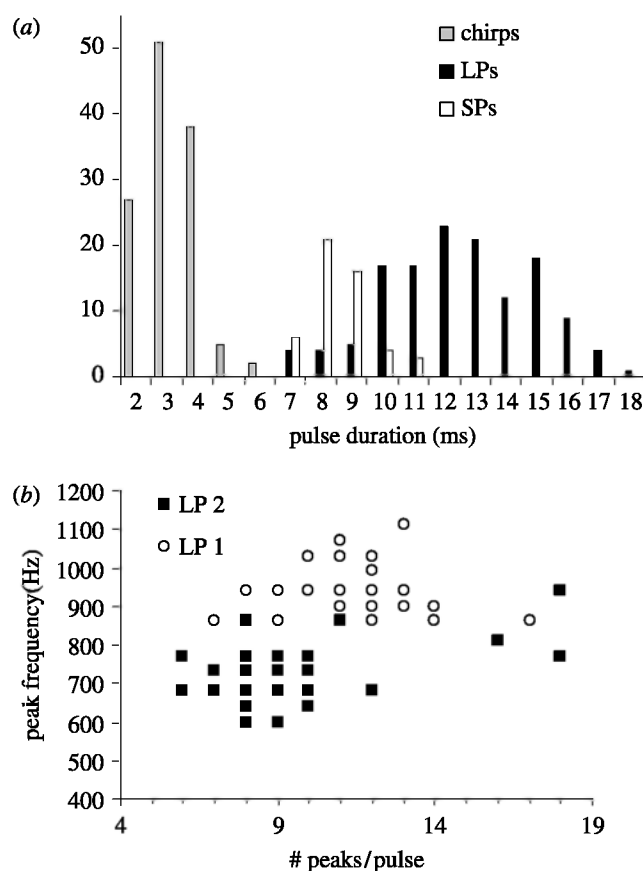 (a)
50
40
30
20
10
0
chirps
LPs
SPs
2 3 4 5 6 7 8 9 10 11 12 13 14 15 16 17 18
pulse duration (ms)
(b)
1200
1100
1000
900
800
700
600
500
400
peak frequency(Hz)
LP 2
LP 1
4 9 14 19
# peaks/pulse